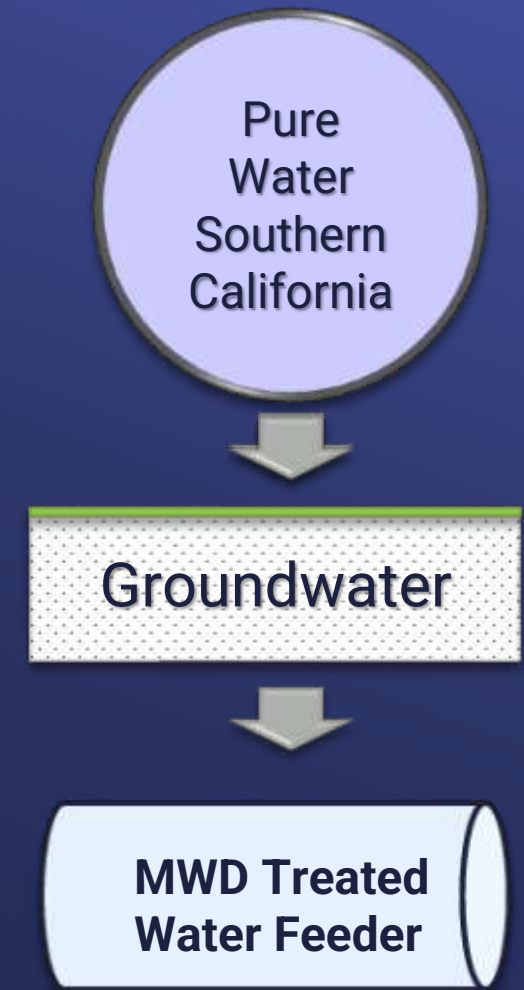 Pure
Water
Southern
California
Groundwater
MWD Treated
Water Feeder